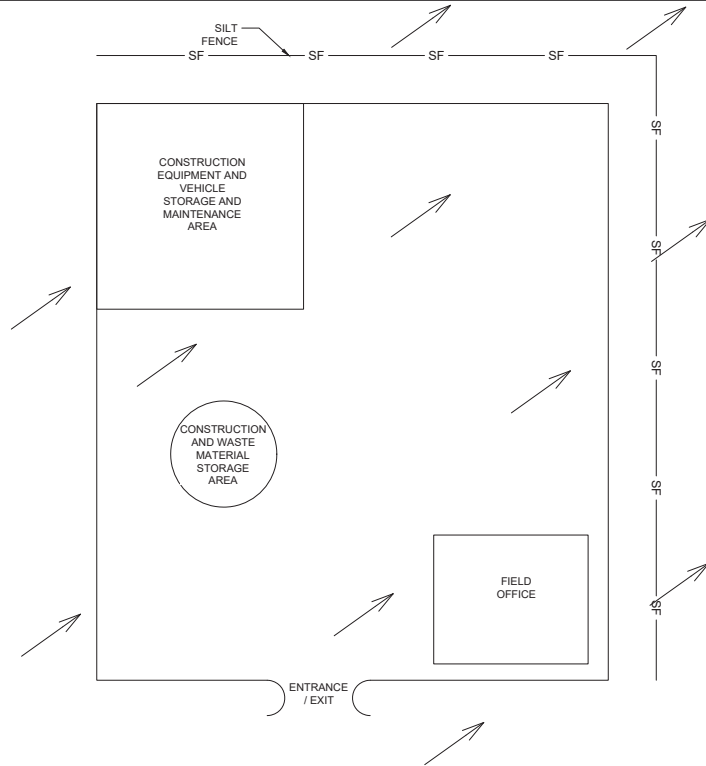 SILT
FENCE
SF SF SF SF
SF
CONSTRUCTION
EQUIPMENT AND
VEHICLE
STORAGE AND
MAINTENANCE
AREA
SF
SF
CONSTRUCTION
AND WASTE
MATERIAL
STORAGE
AREA
SF
FIELD
OFFICE
SF
ENTRANCE
/ EXIT